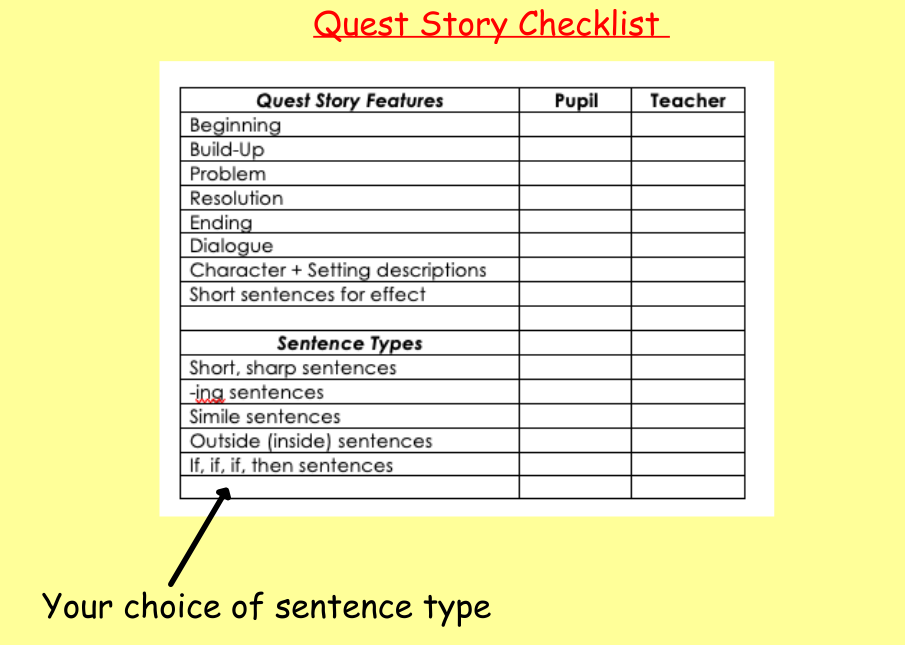 Quest Story Checklist
Quest Story Features Pupil Teacher
Beginning
Build-Up
Problem
Resolution
Ending
Dialogue
Character + Setting descriptions
Short sentences for effect
Sentence Types
Short, sharp sentences
-ing sentences
Simile sentences
Outside (inside) sentences
If, if, if, then sentences
Your choice of sentence type